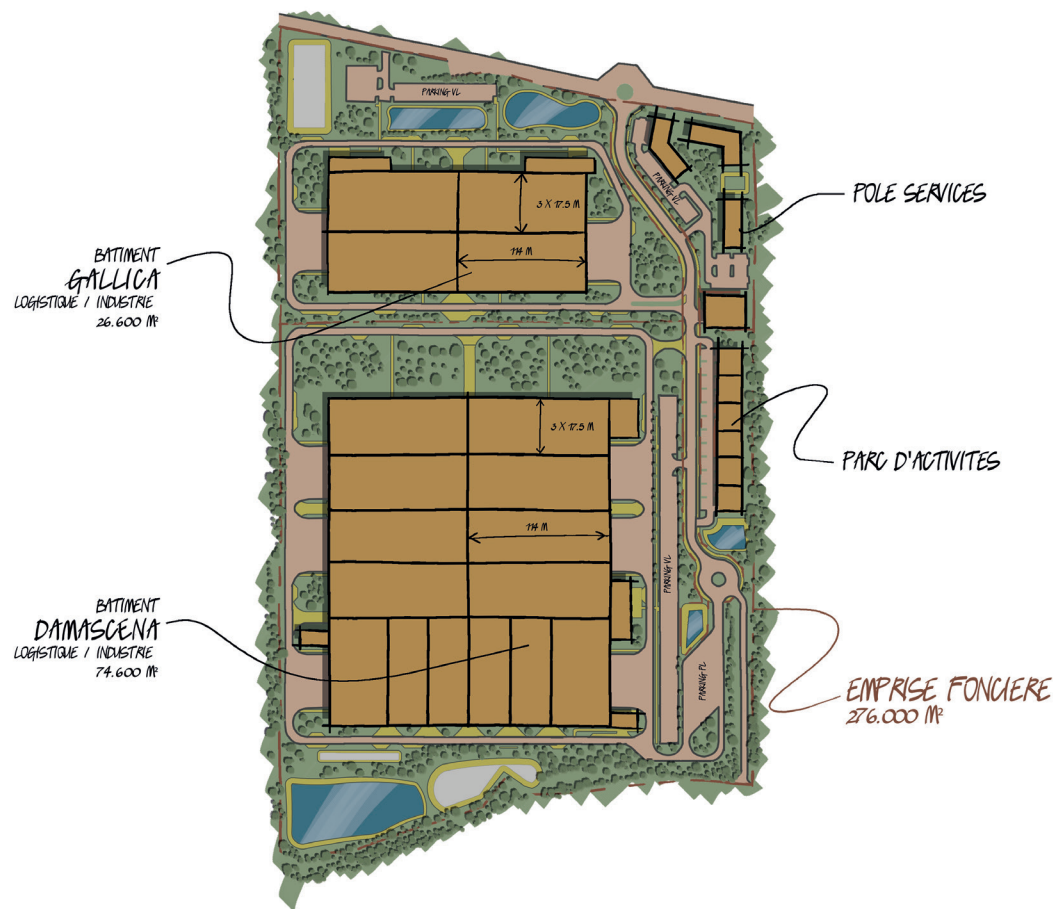 PARKING VL
PARKING VL
POLE SERVICES
3 X 17.5 M
114 M
BATIMENT
GALLICA
LOGISTIQUE / INDUSTRIE
26.600 M²
3 X 17.5 M
PARC D'ACTIVITES
114 M
PARKING VL
BATIMENT
DAMASCENA
LOGISTIQUE / INDUSTRIE
74.600 M²
PARKING PL
EMPRISE FONCIERE
276.000 M²